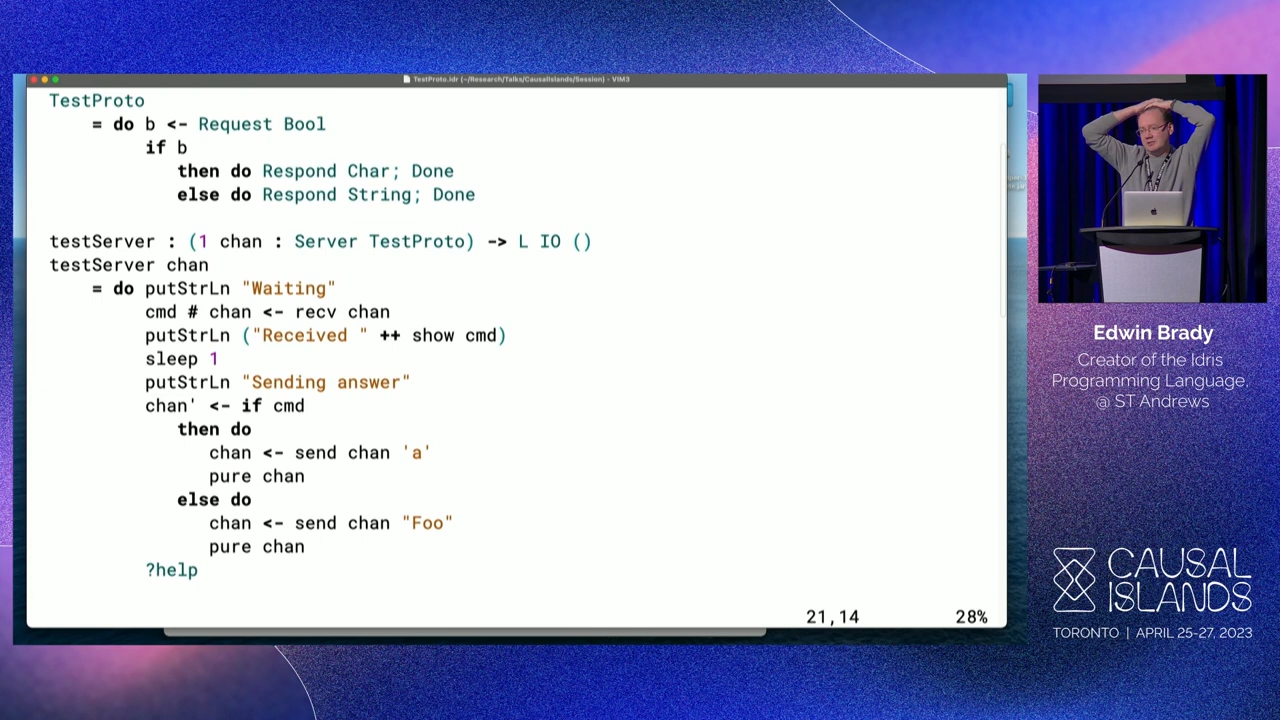 TestProto.idr (~/Research/Talks/CausalIslands/Session) - VIM3
TestProto
= do b <- Request Bool
if b
then do Respond Char; Done
else do Respond String; Done
testServer : (1 chan : Server TestProto) -> L IO ()
testServer chan
= do putStrLn "Waiting"
cmd # chan <- recv chan
putStrLn ("Received " ++ show cmd)
sleep 1
putStrLn "Sending answer"
chan' <- if cmd
then do
chan <- send chan 'a'
pure chan
else do
chan <- send chan "Foo"
pure chan
?help
21,14 28%
Edwin Brady
Creator of the Idris
Programming Language,
@ ST Andrews
CAUSAL
ISLANDS
TORONTO | APRIL 25-27, 2023